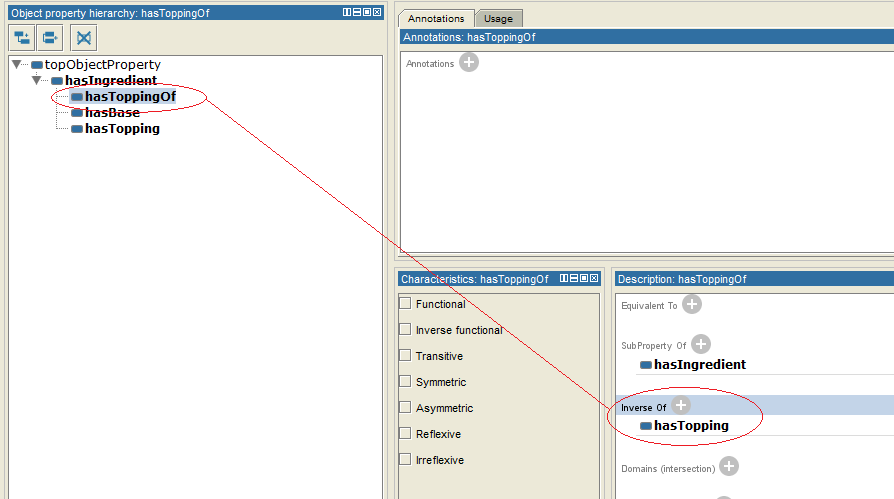 Object property hierarchy: hasToppingOf
topObjectProperty
hasIngredient
hasToppingOf
hasBase
hasTopping
Annotations Usage
Annotations: hasToppingOf
Annotations
Characteristics: hasToppingOf
Functional
Inverse functional
Transitive
Symmetric
Asymmetric
Reflexive
Irreflexive
Description: hasToppingOf
Equivalent To
SubProperty Of
hasIngredient
Inverse Of
hasTopping
Domains (intersection)